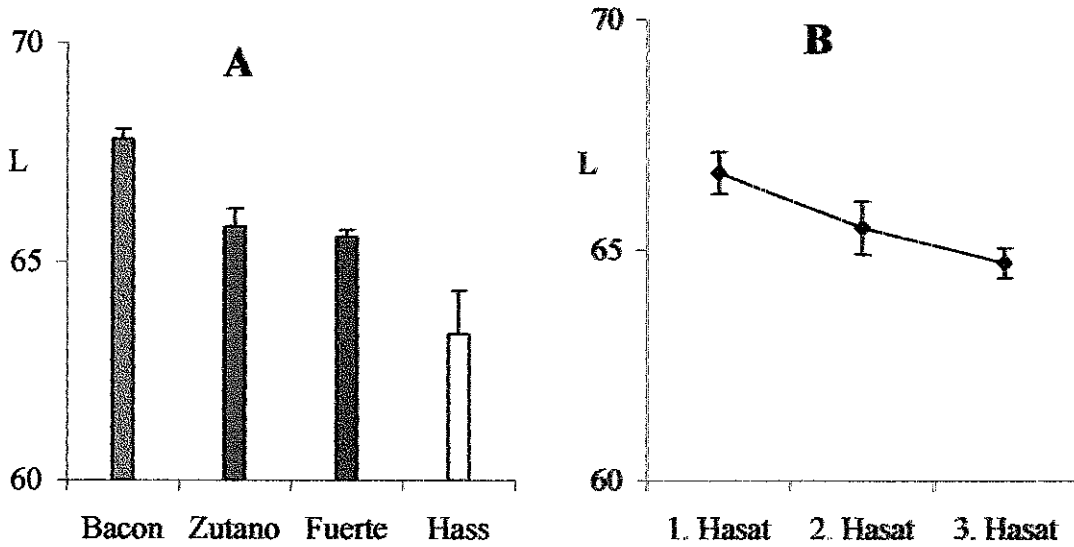 A
70
L
65
60
Bacon Zutano Fuerte Hass
B
70
L
65
60
1. Hasat 2. Hasat 3. Hasat